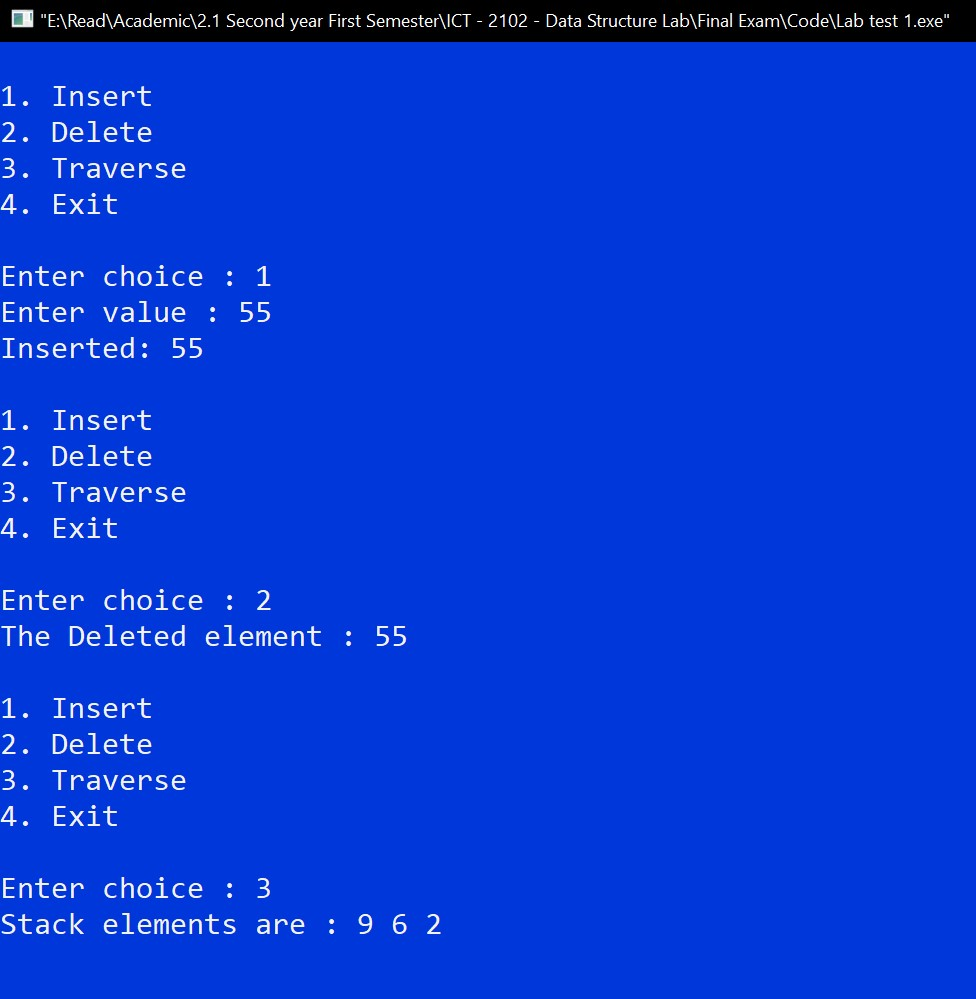 "E:\Read\Academic\2.1 Second year First Semester\ICT - 2102 - Data Structure Lab\Final Exam\Code\Lab test 1.exe"
1. Insert
2. Delete
3. Traverse
4. Exit
Enter choice : 1
Enter value : 55
Inserted: 55
1. Insert
2. Delete
3. Traverse
4. Exit
Enter choice : 2
The Deleted element : 55
1. Insert
2. Delete
3. Traverse
4. Exit
Enter choice : 3
Stack elements are : 9 6 2